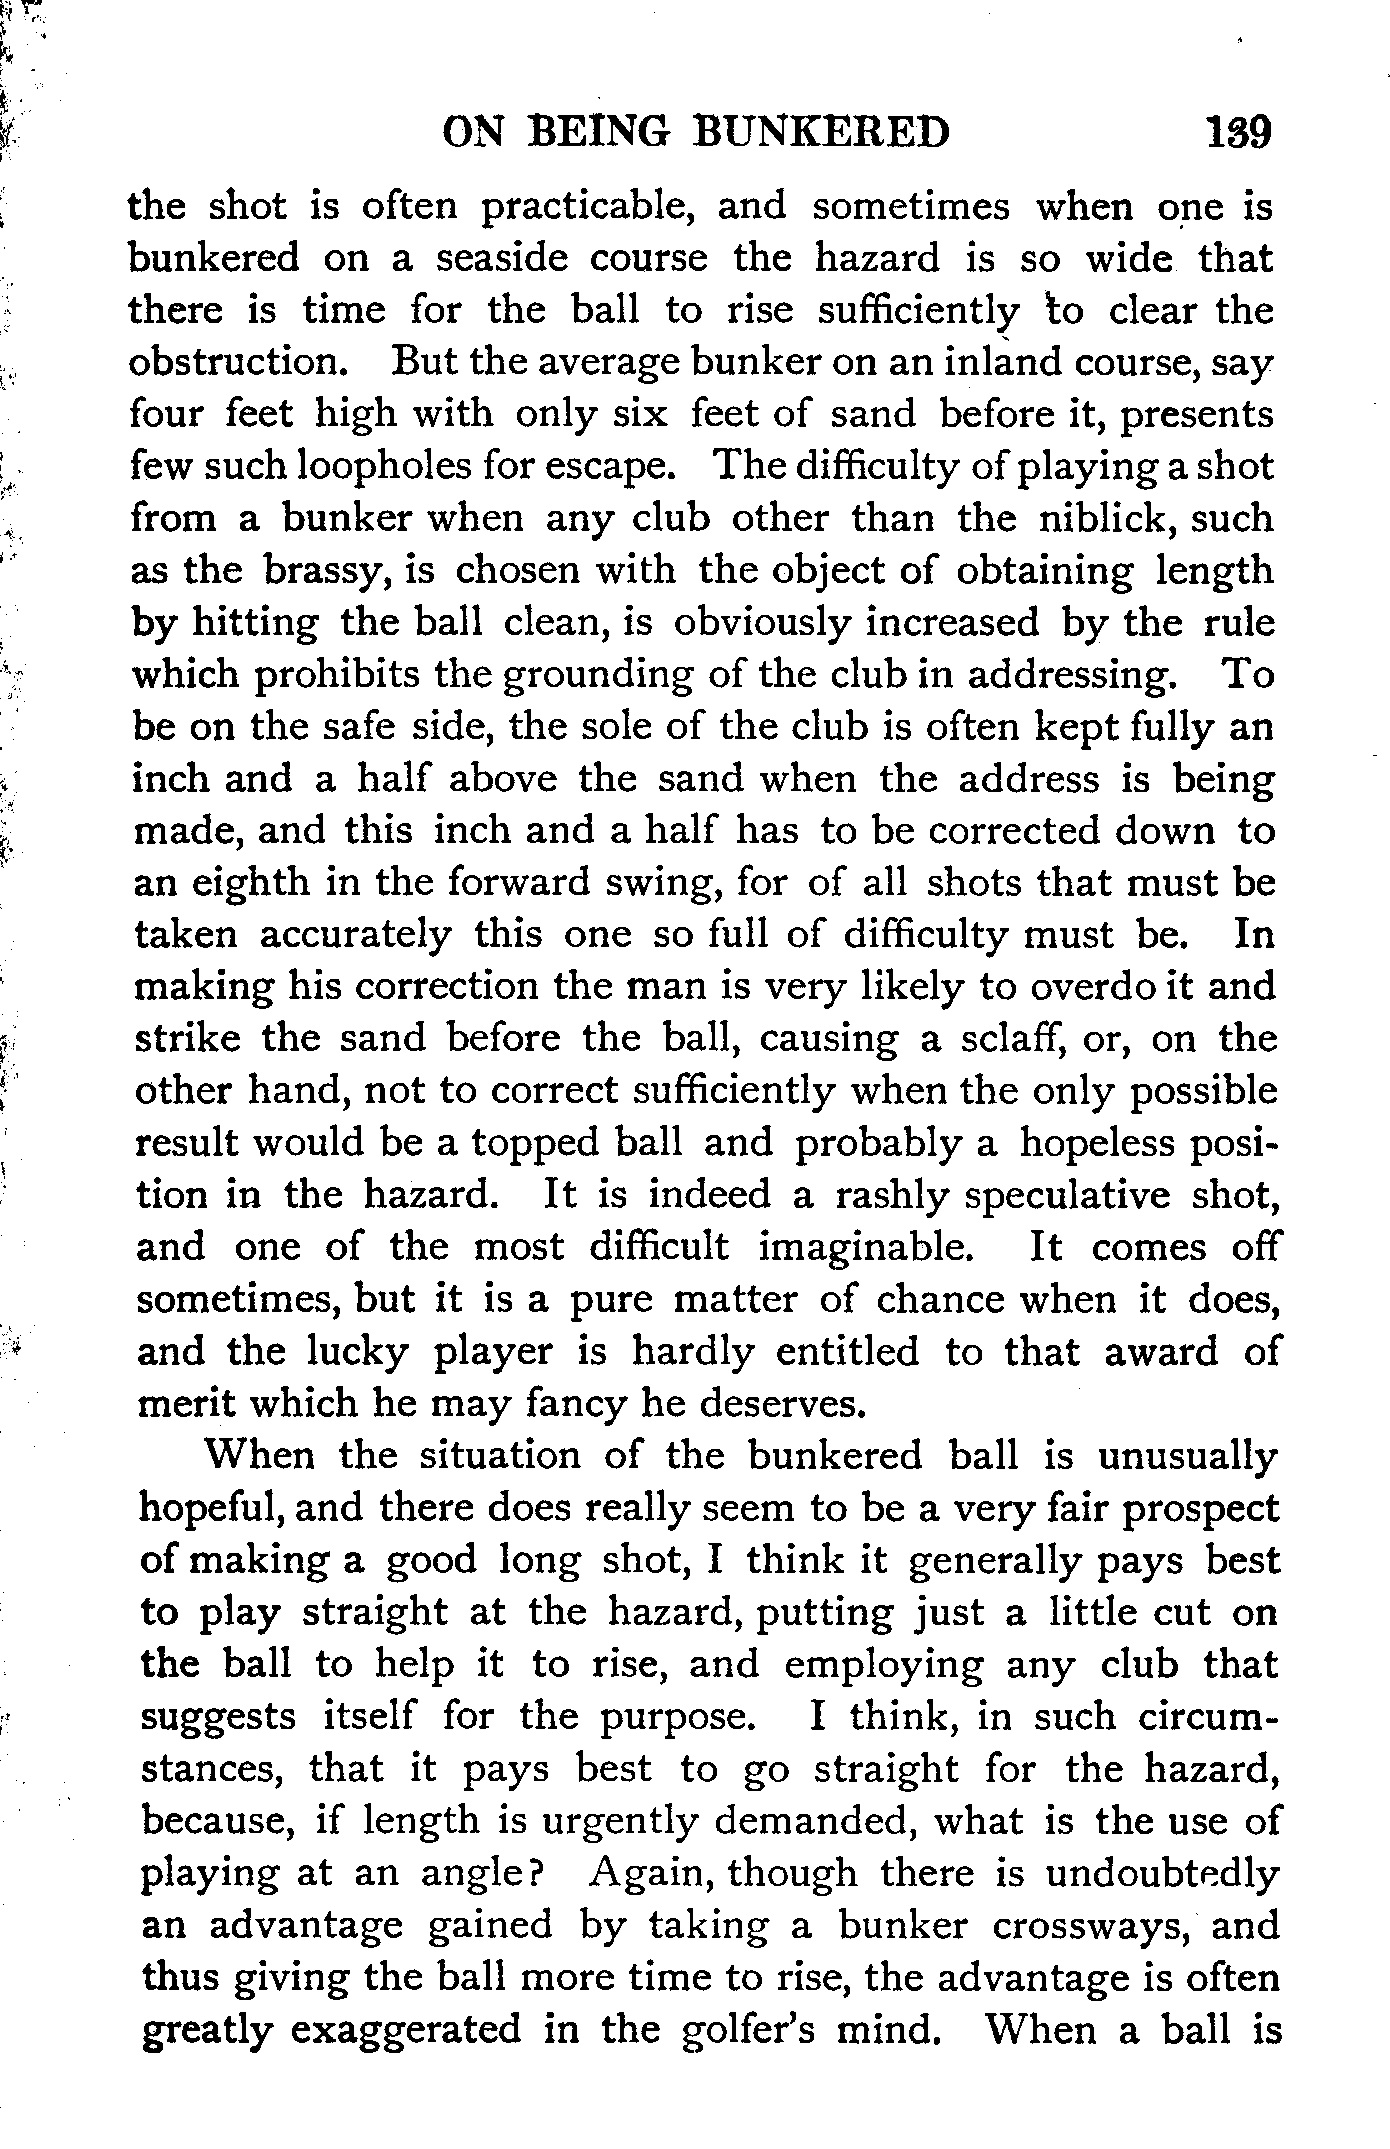 ON BEING BUNKERED 139
the shot is often practicable, and sometimes when one is
bunkered on a seaside course the hazard is so wide that
there is time for the ball to rise sufficiently to clear the
obstruction. But the average bunker on an inland course, say
four feet high with only six feet of sand before it, presents
few such loopholes for escape. The difficulty of playing a shot
from a bunker when any club other than the niblick, such
as the brassy, is chosen with the object of obtaining length
by hitting the ball clean, is obviously increased by the rule
which prohibits the grounding of the club in addressing. To
be on the safe side, the sole of the club is often kept fully an
inch and a half above the sand when the address is being
made, and this inch and a half has to be corrected down to
an eighth in the forward swing, for of all shots that must be
taken accurately this one so full of difficulty must be. In
making his correction the man is very likely to overdo it and
strike the sand before the ball, causing a sclaff, or, on the
other hand, not to correct sufficiently when the only possible
result would be a topped ball and probably a hopeless posi-
tion in the hazard. It is indeed a rashly speculative shot,
and one of the most difficult imaginable. It comes off
sometimes, but it is a pure matter of chance when it does,
and the lucky player is hardly entitled to that award of
merit which he may fancy he deserves.
When the situation of the bunkered ball is unusually
hopeful, and there does really seem to be a very fair prospect
of making a good long shot, I think it generally pays best
to play straight at the hazard, putting just a little cut on
the ball to help it to rise, and employing any club that
suggests itself for the purpose. I think, in such circum-
stances, that it pays best to go straight for the hazard,
because, if length is urgently demanded, what is the use of
playing at an angle? Again, though there is undoubtedly
an advantage gained by taking a bunker crossways, and
thus giving the ball more time to rise, the advantage is often
greatly exaggerated in the golfer's mind. When a ball is